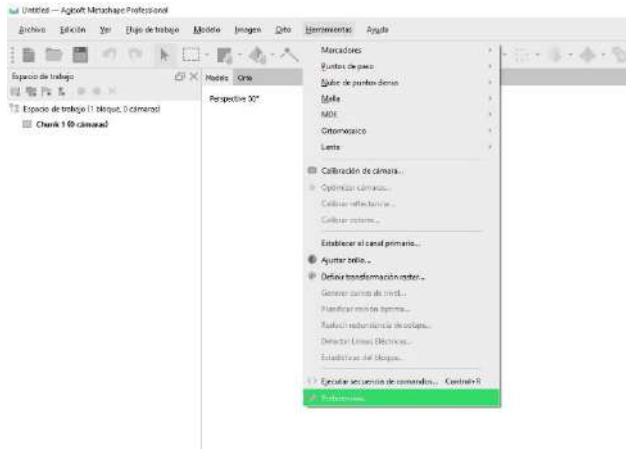 Untitled — Agisoft Metashape Professional
Archivo Edición Ver Flujo de trabajo Modelo Imagen Orto Herramientas Ayuda
Espacio de trabajo
Modelo Orto
Espacio de trabajo (1 bloque, 0 cámaras)
Chunk 1 (0 cámaras)
Perspective 30°
Marcadores
Puntos de paso
Nube de puntos densa
Malla
MDE
Ortomosaico
Lente
Calibración de cámara...
Optimizar cámaras...
Calibrar reflectancia...
Calibrar colores...
Establecer el canal primario...
Ajustar brillo...
Definir transformación raster...
Generar curvas de nivel...
Planificar misión óptima...
Reducir redundancia de solape...
Detectar Líneas Eléctricas...
Estadísticas del bloque...
Ejecutar secuencia de comandos... Control+R
Preferencias...